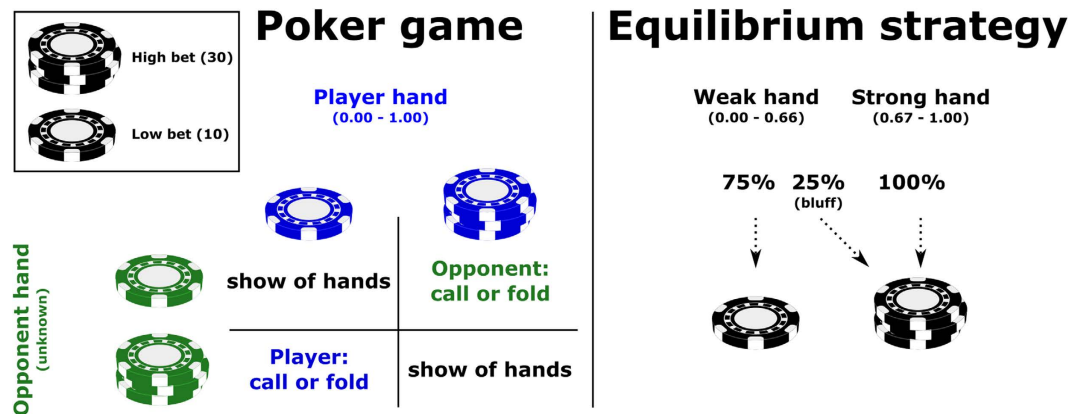 Poker game
High bet (30)
Low bet (10)
Player hand
(0.00 - 1.00)
Opponent hand
(unknown)
show of hands
Opponent:
call or fold
Player:
call or fold
show of hands
Equilibrium strategy
Weak hand
(0.00 - 0.66)
Strong hand
(0.67 - 1.00)
75%
25%
(bluff)
100%